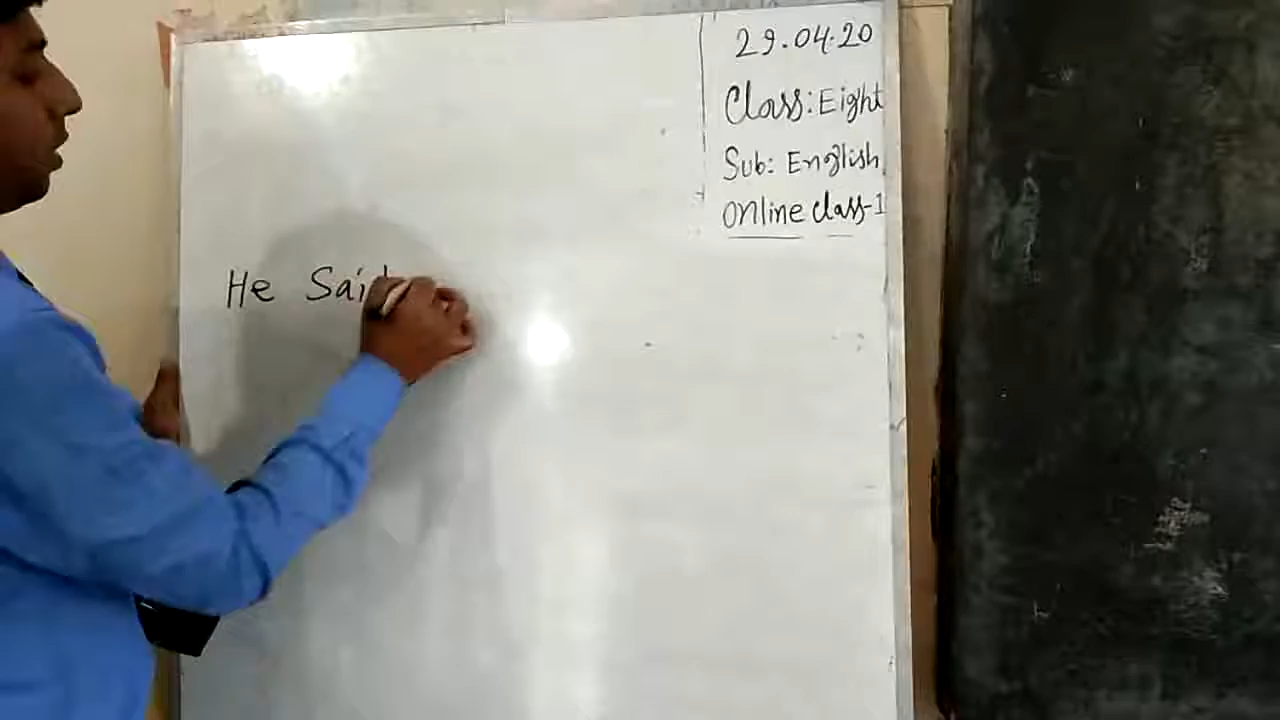 29.04.20
Class: Eight
Sub: English
Online class-1
He Said